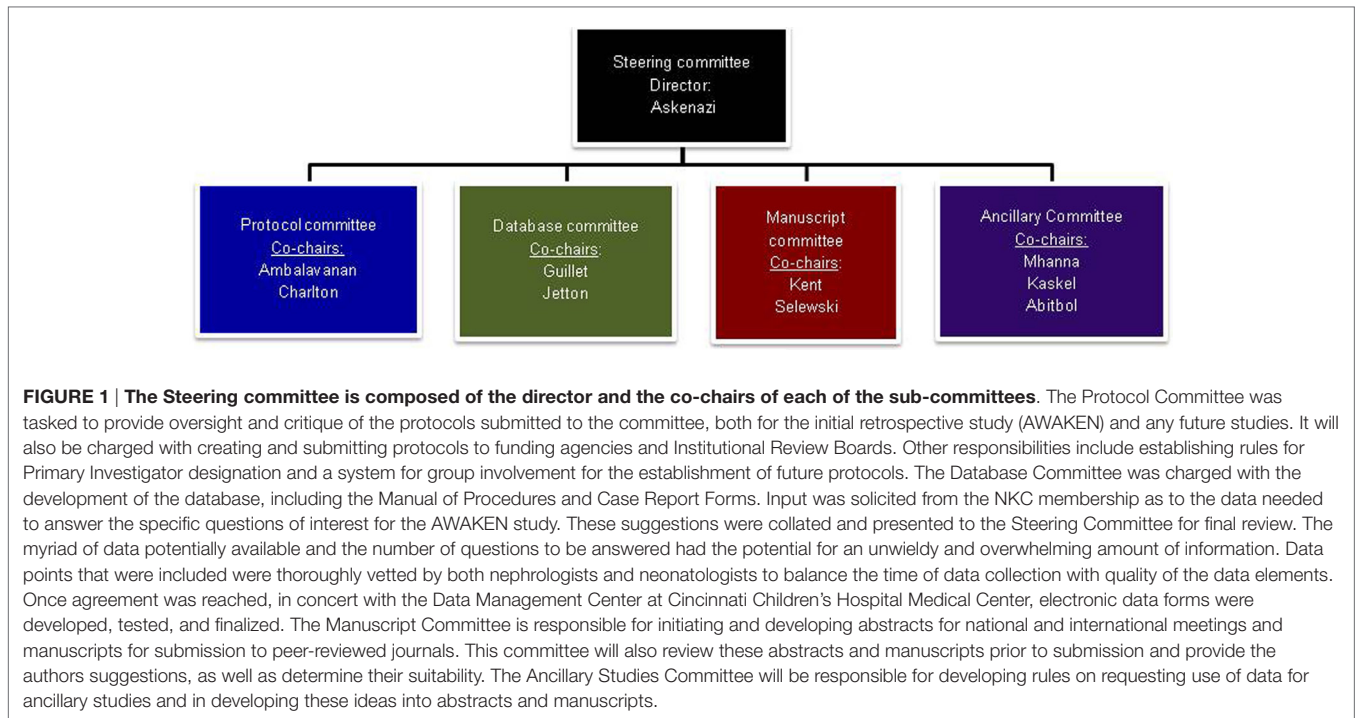 Steering committee
Director:
Askenazi
Protocol committee
Co-chairs:
Ambalavanan
Charlton
Database committee
Co-chairs:
Guillet
Jetton
Manuscript
committee
Co-chairs:
Kent
Selewski
Ancillary Committee
Co-chairs:
Mhanna
Kaskel
Abitbol
FIGURE 1 | The Steering committee is composed of the director and the co-chairs of each of the sub-committees. The Protocol Committee was
tasked to provide oversight and critique of the protocols submitted to the committee, both for the initial retrospective study (AWAKEN) and any future studies. It will
also be charged with creating and submitting protocols to funding agencies and Institutional Review Boards. Other responsibilities include establishing rules for
Primary Investigator designation and a system for group involvement for the establishment of future protocols. The Database Committee was charged with the
development of the database, including the Manual of Procedures and Case Report Forms. Input was solicited from the NKC membership as to the data needed
to answer the specific questions of interest for the AWAKEN study. These suggestions were collated and presented to the Steering Committee for final review. The
myriad of data potentially available and the number of questions to be answered had the potential for an unwieldy and overwhelming amount of information. Data
points that were included were thoroughly vetted by both nephrologists and neonatologists to balance the time of data collection with quality of the data elements.
Once agreement was reached, in concert with the Data Management Center at Cincinnati Children's Hospital Medical Center, electronic data forms were
developed, tested, and finalized. The Manuscript Committee is responsible for initiating and developing abstracts for national and international meetings and
manuscripts for submission to peer-reviewed journals. This committee will also review these abstracts and manuscripts prior to submission and provide the
authors suggestions, as well as determine their suitability. The Ancillary Studies Committee will be responsible for developing rules on requesting use of data for
ancillary studies and in developing these ideas into abstracts and manuscripts.